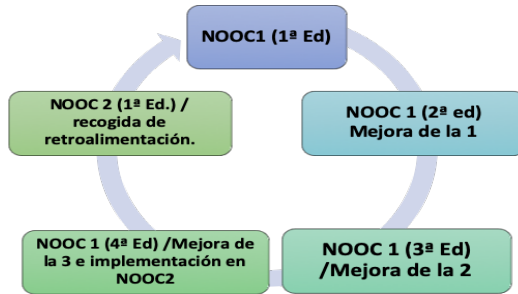 NOOC1 (1ª Ed)
NOOC 1 (2ª ed)
Mejora de la 1
NOOC 1 (3ª Ed)
/Mejora de la 2
NOOC 1 (4ª Ed) /Mejora de
la 3 e implementación en
NOOC2
NOOC 2 (1ª Ed.) /
recogida de
retroalimentación.